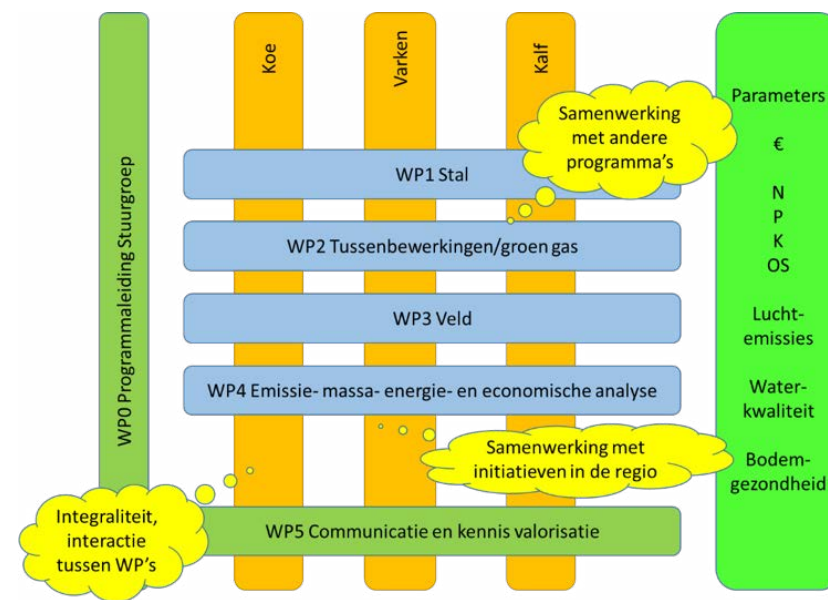 WP0 Programmaleiding Stuurgroep
Koe
Varken
Kalf
Samenwerking
met andere
programma's
WP1 Stal
WP2 Tussenbewerkingen/groen gas
WP3 Veld
WP4 Emissie- massa- energie- en economische analyse
Samenwerking met
initiatieven in de regio
Integraliteit,
interactie
tussen WP's
WP5 Communicatie en kennis valorisatie
Parameters
€
N
P
K
OS
Lucht-
emissies
Water-
kwaliteit
Bodem-
gezondheid